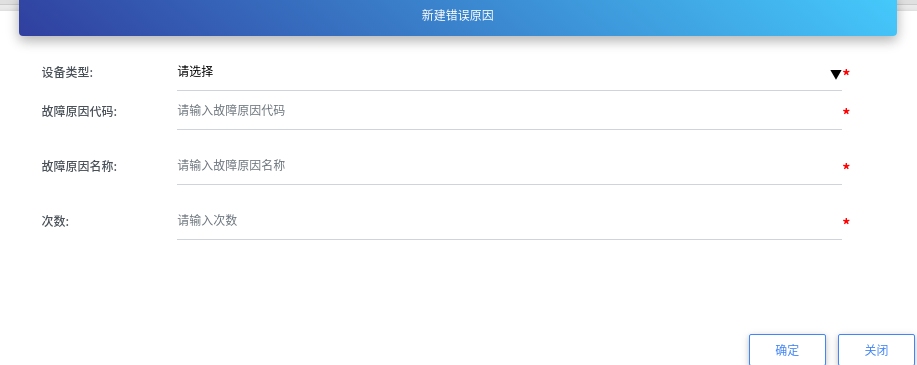 新建错误原因
设备类型: 请选择 ▼*
故障原因代码: 请输入故障原因代码 *
故障原因名称: 请输入故障原因名称 *
次数: 请输入次数 *
确定 关闭